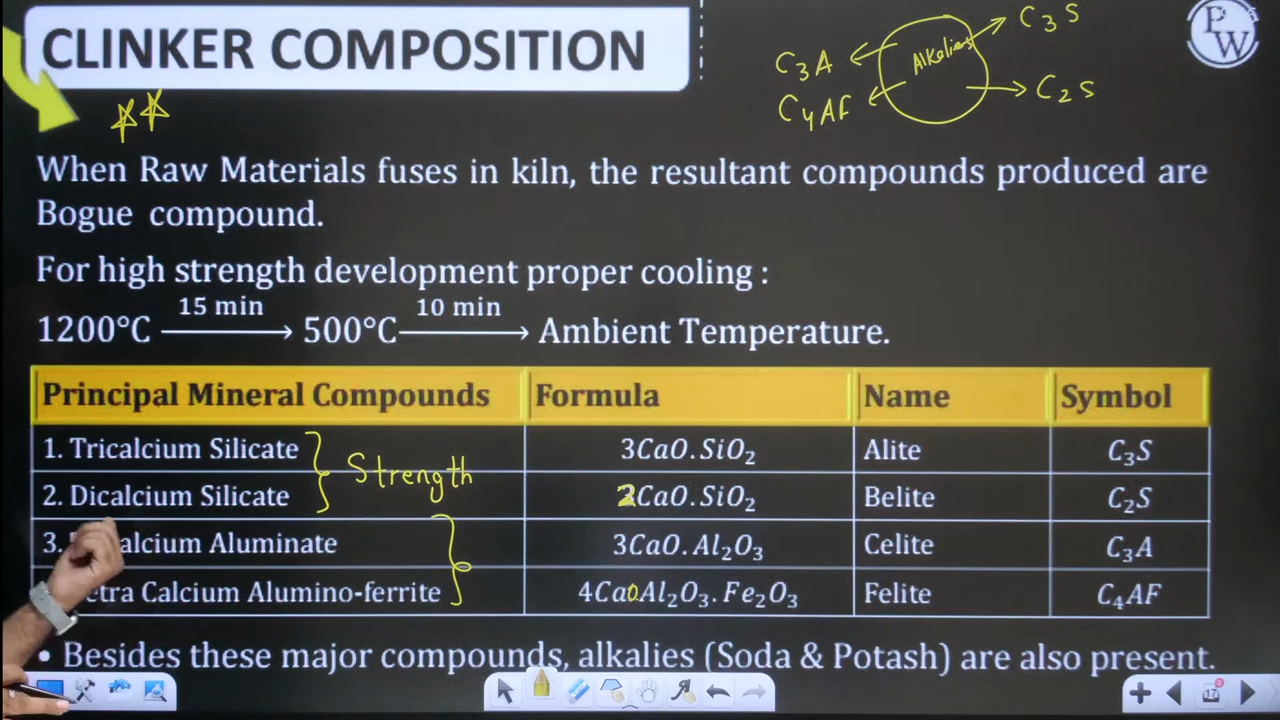 CLINKER COMPOSITION
C3A
C4AF
Alkalies
C3S
C2S
PW
When Raw Materials fuses in kiln, the resultant compounds produced are
Bogue compound.
For high strength development proper cooling :
1200°C 15 min → 500°C 10 min → Ambient Temperature.
Principal Mineral Compounds Formula Name Symbol
1. Tricalcium Silicate 3CaO.SiO₂ Alite C₃S
Strength
2. Dicalcium Silicate 2CaO.SiO₂ Belite C₂S
3. alcium Aluminate 3CaO.Al₂O₃ Celite C₃A
etra Calcium Alumino-ferrite 4CaO.Al₂O₃.Fe₂O₃ Felite C₄AF
• Besides these major compounds, alkalies (Soda & Potash) are also present.
17